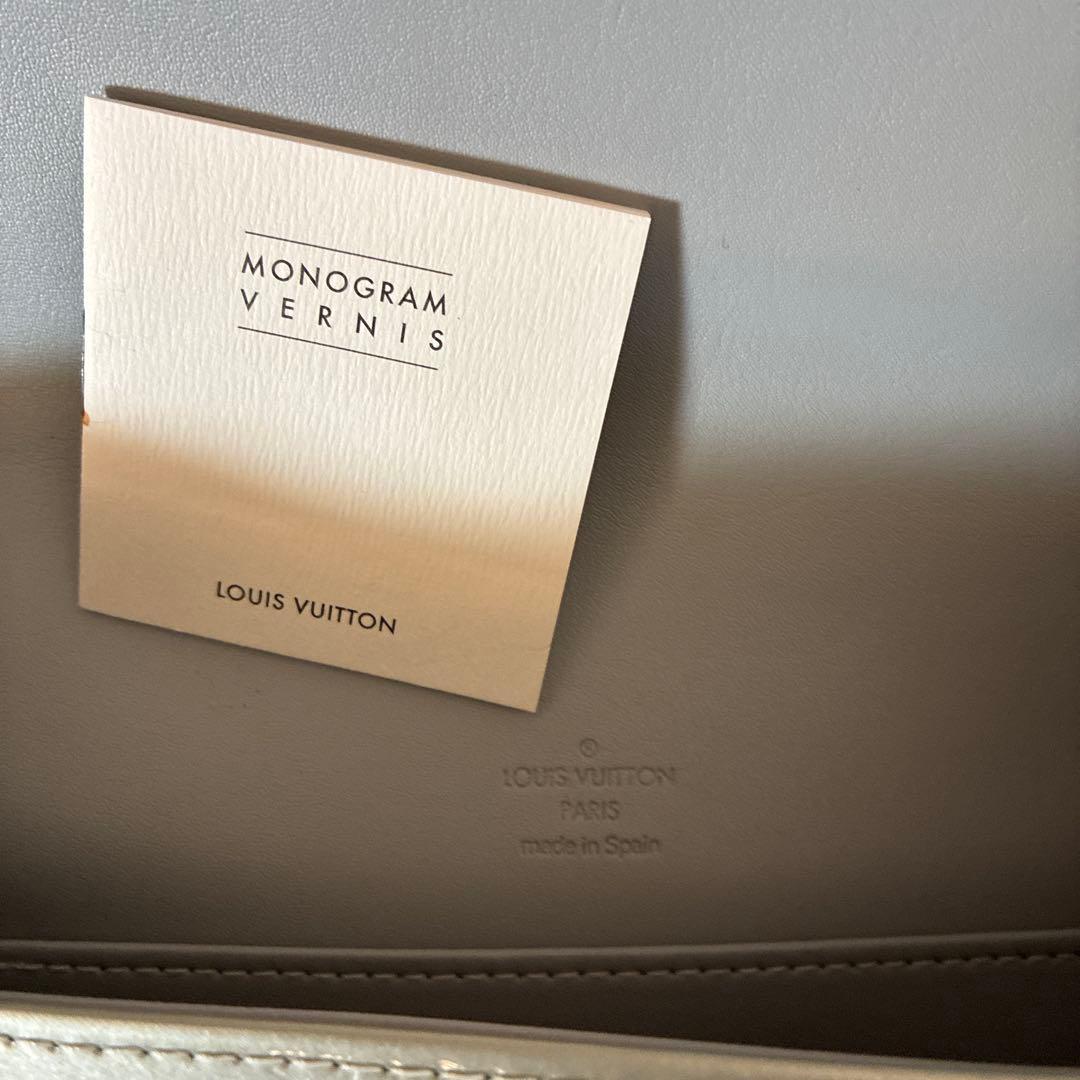 MONOGRAM
VERNIS
LOUIS VUITTON
®
LOUIS VUITTON
PARIS
made in Spain